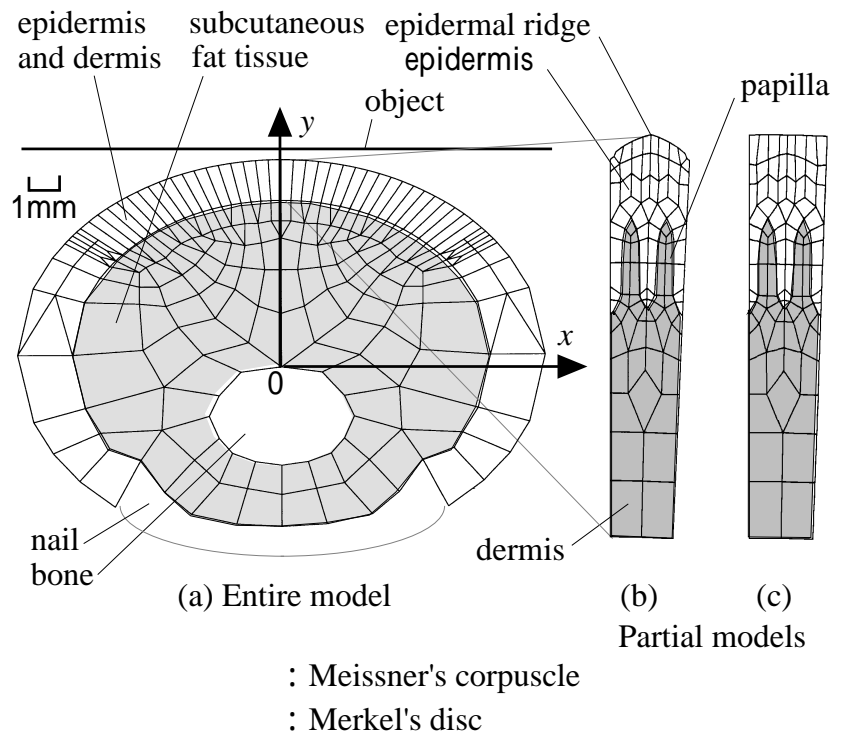 epidermis
and dermis
subcutaneous
fat tissue
epidermal ridge
epidermis
papilla
object
y
1mm
x
0
nail
bone
dermis
(a) Entire model
(b)
(c)
Partial models
: Meissner's corpuscle
: Merkel's disc